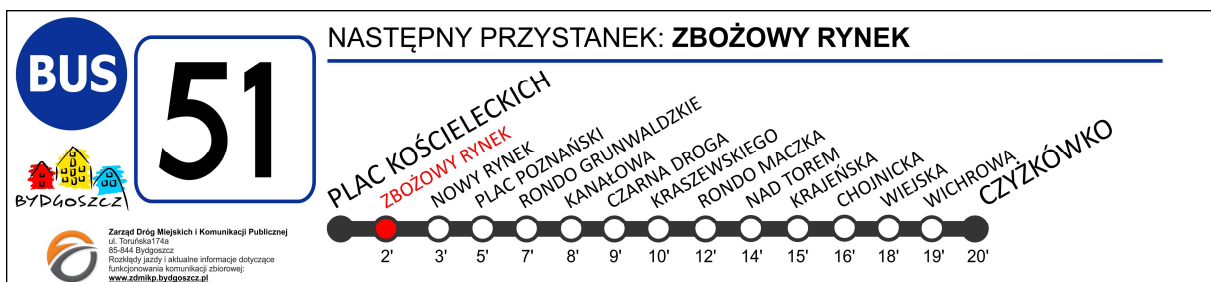 BUS
51
NASTĘPNY PRZYSTANEK: ZBOŻOWY RYNEK
PLAC KOŚCIELECKICH
ZBOŻOWY RYNEK
NOWY RYNEK
PLAC POZNAŃSKI
RONDO GRUNWALDZKIE
KANAŁOWA
CZARNA DROGA
KRASZEWSKIEGO
RONDO MACZKA
NAD TOREM
KRAJEŃSKA
CHOJNICKA
WIEJSKA
WICHROWA
CZYŻKÓWKO
2' 3' 5' 7' 8' 9' 10' 12' 14' 15' 16' 18' 19' 20'
BYDGOSZCZ
Zarząd Dróg Miejskich i Komunikacji Publicznej
ul. Toruńska174a
85-844 Bydgoszcz
Rozkłady jazdy i aktualne informacje dotyczące
funkcjonowania komunikacji zbiorowej:
www.zdmikp.bydgoszcz.pl